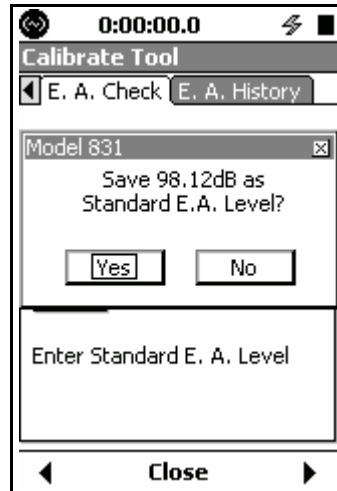 0:00:00.0
Calibrate Tool
E. A. Check E. A. History
Model 831
Save 98.12dB as
Standard E.A. Level?
Yes No
Enter Standard E. A. Level
Close